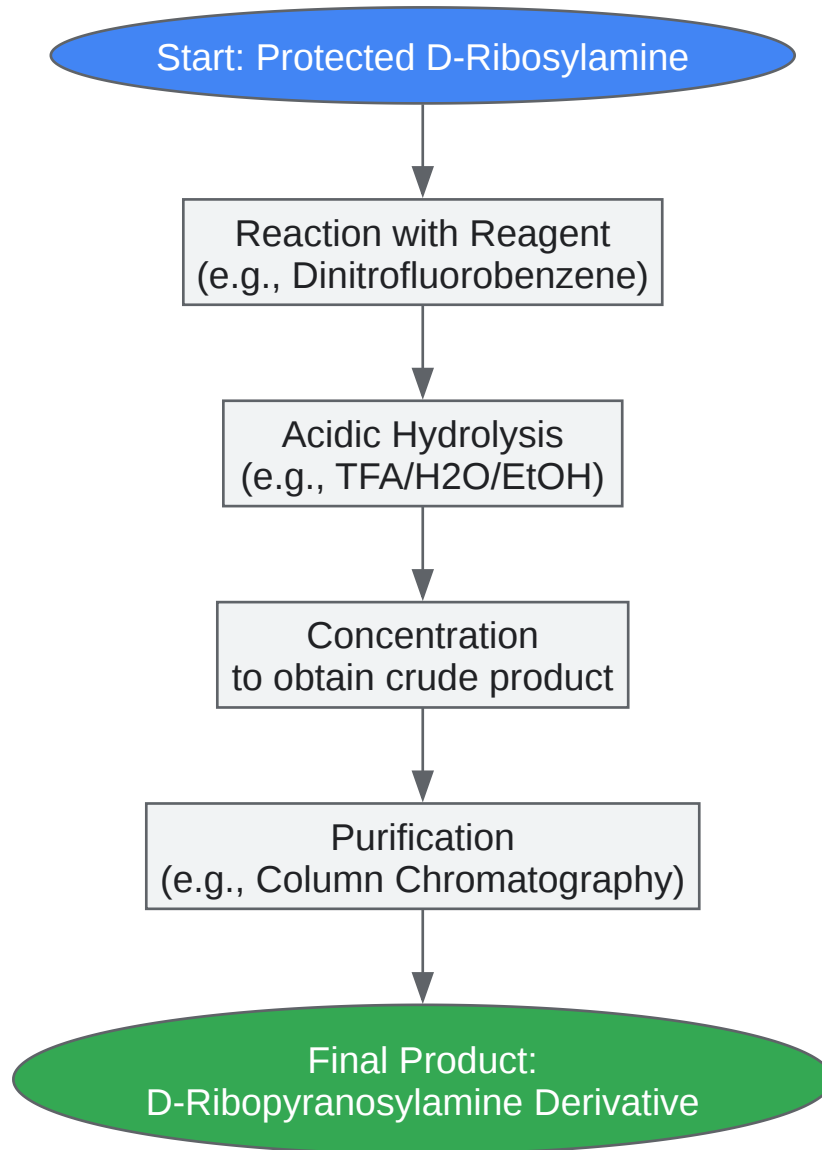 Start: Protected D-Ribosylamine
Reaction with Reagent
(e.g., Dinitrofluorobenzene)
Acidic Hydrolysis
(e.g., TFA/H2O/EtOH)
Concentration
to obtain crude product
Purification
(e.g., Column Chromatography)
Final Product:
D-Ribopyranosylamine Derivative